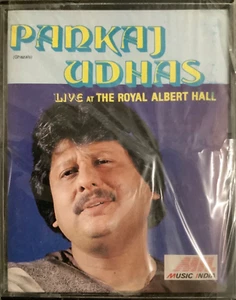 PANKAJ
UDHAS
'LIVE AT THE ROYAL ALBERT HALL
MUSIC INDIA